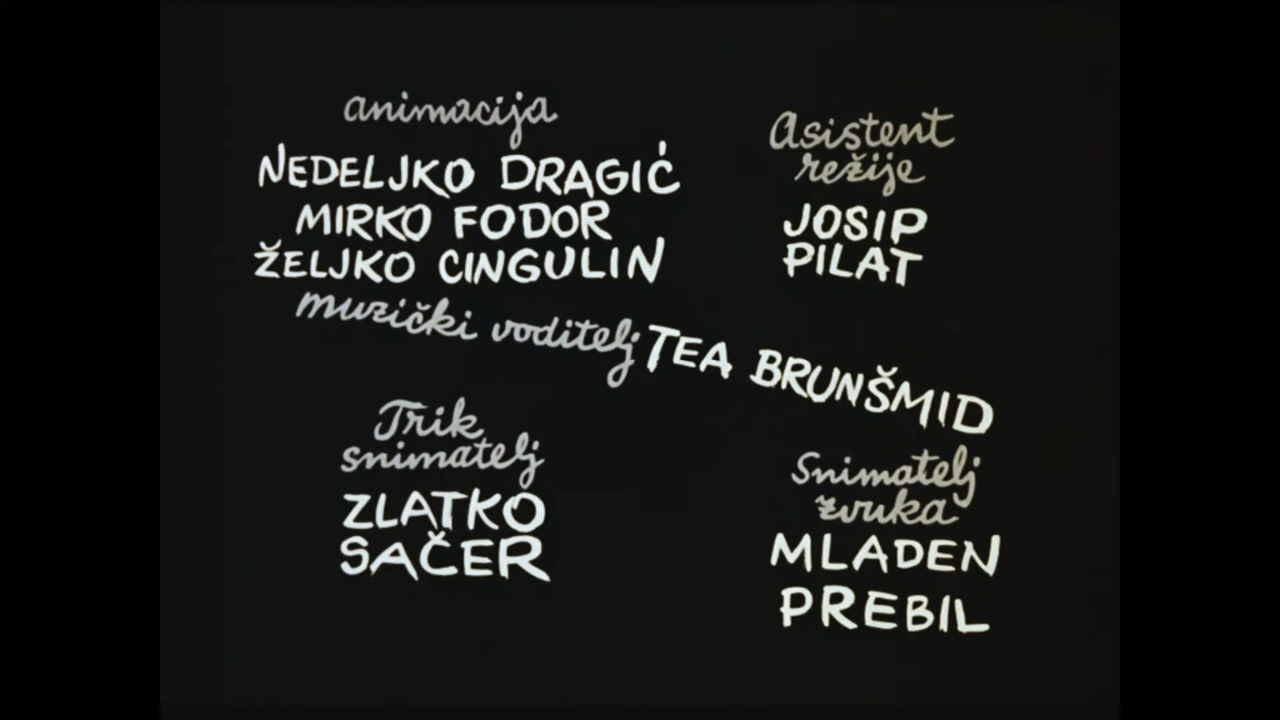 animacija
NEDELJKO DRAGIĆ
MIRKO FODOR
ŽELJKO CINGULIN
Asistent
režije
JOSIP
PILAT
muzički voditelj TEA BRUNŠMID
Trik
snimatelj
ZLATKO
SAČER
Snimatelj
zvuka
MLADEN
PREBIL